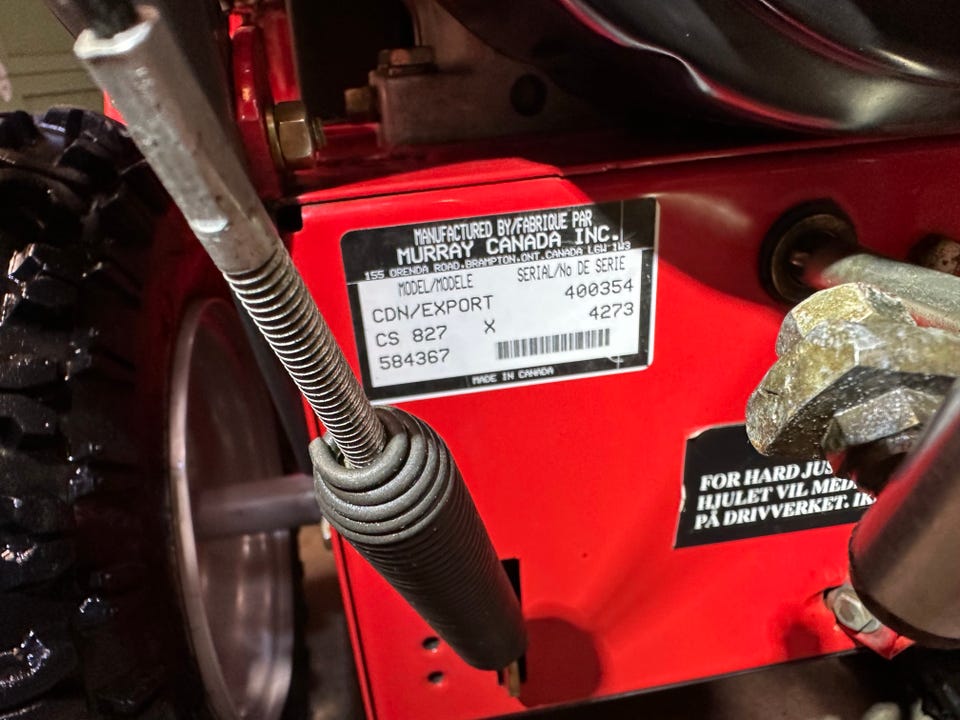 MANUFACTURED BY/FABRIQUE PAR
MURRAY CANADA INC.
155 ORENDA ROAD.BRAMPTON.ONT.CANADA L6W 1W3
MODEL/MODELE SERIAL/No DE SERIE
CDN/EXPORT 400354
CS 827 X 4273
584367
MADE IN CANADA
FOR HARD
HJULET VIL
PÅ DRIVVERKET.